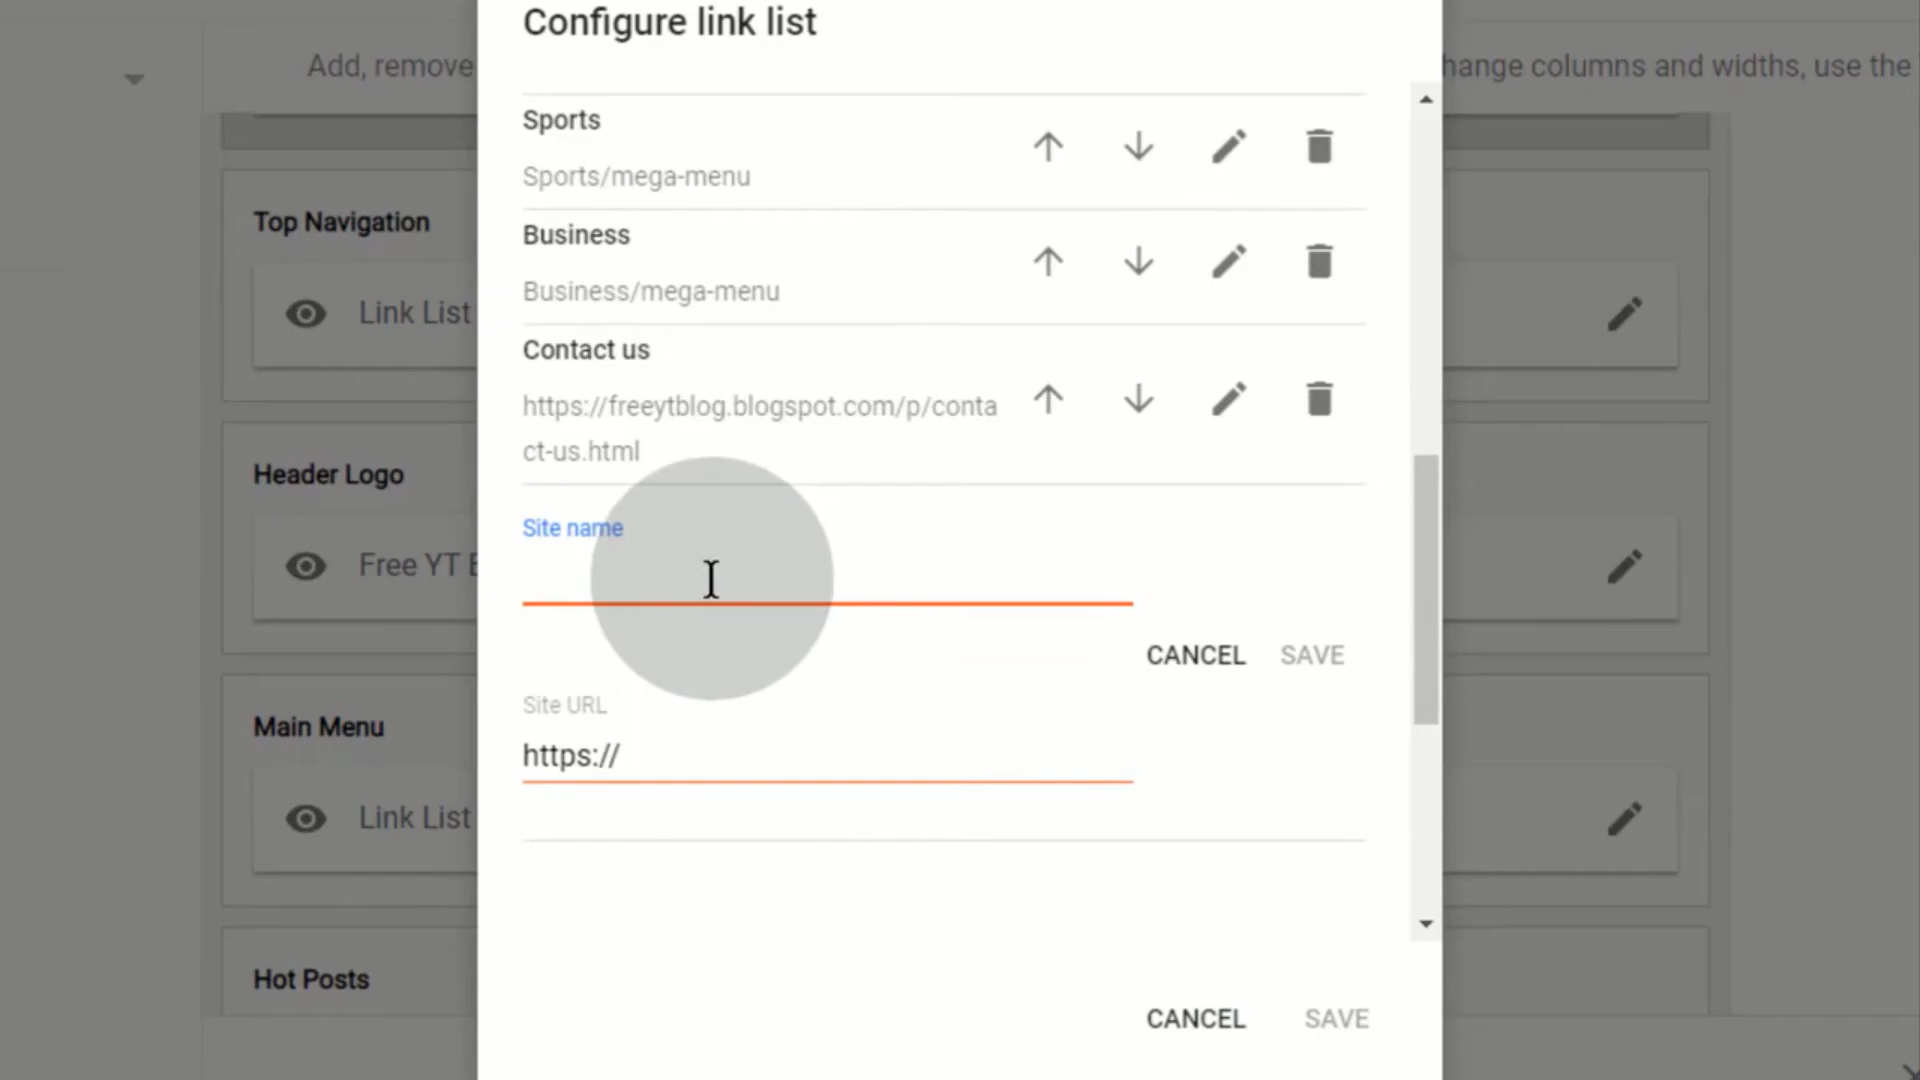 Configure link list
Add, remove
hange columns and widths, use the
Sports
Sports/mega-menu
Top Navigation
Business
Business/mega-menu
Link List
Contact us
https://freeytblog.blogspot.com/p/conta
ct-us.html
Header Logo
Site name
Free YT
CANCEL SAVE
Site URL
Main Menu
https://
Link List
Hot Posts
CANCEL SAVE